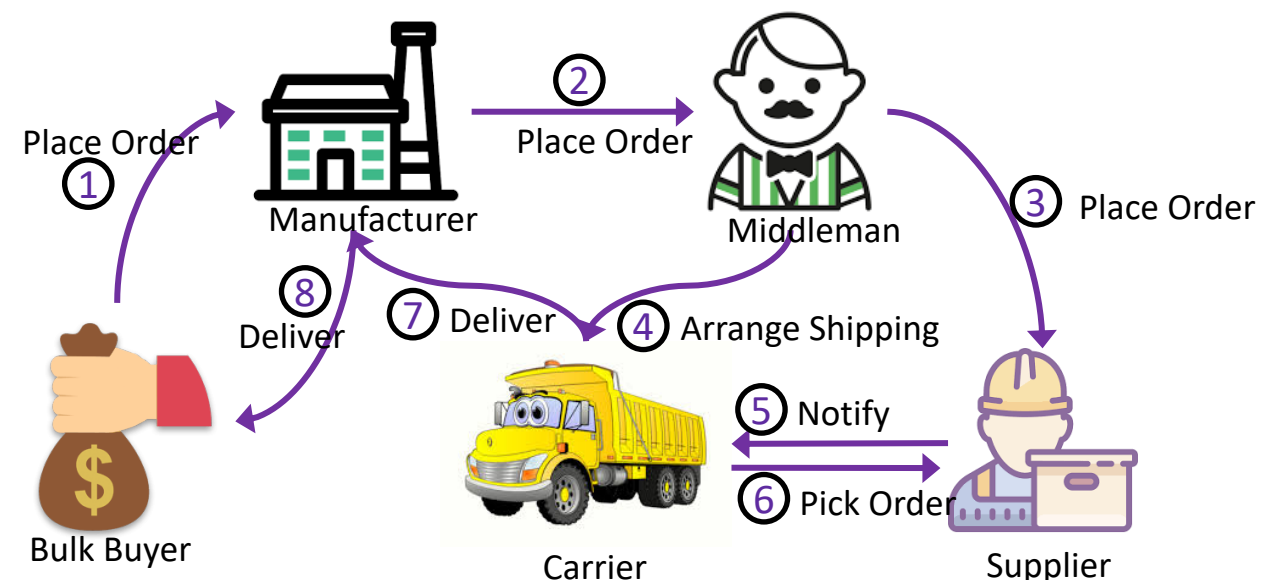 2
Place Order
Place Order
1
3 Place Order
Manufacturer
Middleman
8
Deliver
7 Deliver
4 Arrange Shipping
$
5 Notify
6 Pick Order
Bulk Buyer
Carrier
Supplier